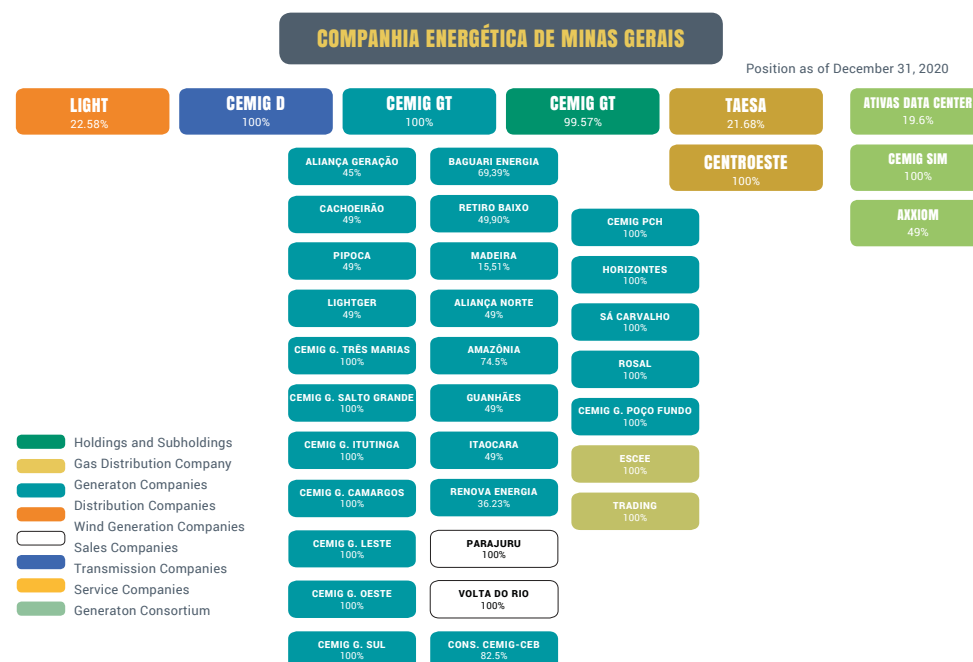 COMPANHIA ENERGÉTICA DE MINAS GERAIS
Position as of December 31, 2020
LIGHT
22.58%
CEMIG D
100%
CEMIG GT
100%
CEMIG GT
99.57%
TAESA
21.68%
ATIVAS DATA CENTER
19.6%
CENTROESTE
100%
CEMIG SIM
100%
AXXIOM
49%
ALIANÇA GERAÇÃO
45%
CACHOEIRÃO
49%
PIPOCA
49%
LIGHTGER
49%
CEMIG G. TRÊS MARIAS
100%
CEMIG G. SALTO GRANDE
100%
CEMIG G. ITUTINGA
100%
CEMIG G. CAMARGOS
100%
CEMIG G. LESTE
100%
CEMIG G. OESTE
100%
CEMIG G. SUL
100%
BAGUARI ENERGIA
69,39%
RETIRO BAIXO
49,90%
MADEIRA
15,51%
ALIANÇA NORTE
49%
AMAZÔNIA
74.5%
GUANHÃES
49%
ITAOCARA
49%
RENOVA ENERGIA
36.23%
PARAJURU
100%
VOLTA DO RIO
100%
CONS. CEMIG-CEB
82.5%
CEMIG PCH
100%
HORIZONTES
100%
SÁ CARVALHO
100%
ROSAL
100%
CEMIG G. POÇO FUNDO
100%
ESCEE
100%
TRADING
100%
Holdings and Subholdings
Gas Distribution Company
Generaton Companies
Distribution Companies
Wind Generation Companies
Sales Companies
Transmission Companies
Service Companies
Generaton Consortium